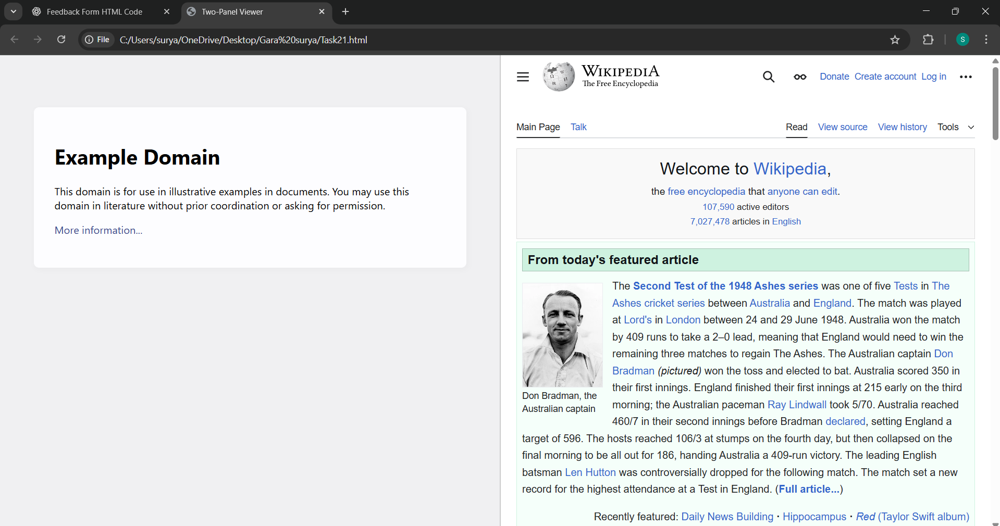 Feedback Form HTML Code
Two-Panel Viewer
File
C:/Users/surya/OneDrive/Desktop/Gara%20surya/Task21.html
S
Example Domain
This domain is for use in illustrative examples in documents. You may use this
domain in literature without prior coordination or asking for permission.
More information...
WIKIPEDIA
The Free Encyclopedia
Donate Create account Log in
Main Page Talk Read View source View history Tools
Welcome to Wikipedia,
the free encyclopedia that anyone can edit.
107,590 active editors
7,027,478 articles in English
From today's featured article
Don Bradman, the
Australian captain
The Second Test of the 1948 Ashes series was one of five Tests in The
Ashes cricket series between Australia and England. The match was played
at Lord's in London between 24 and 29 June 1948. Australia won the match
by 409 runs to take a 2–0 lead, meaning that England would need to win the
remaining three matches to regain The Ashes. The Australian captain Don
Bradman (pictured) won the toss and elected to bat. Australia scored 350 in
their first innings. England finished their first innings at 215 early on the third
morning; the Australian paceman Ray Lindwall took 5/70. Australia reached
460/7 in their second innings before Bradman declared, setting England a
target of 596. The hosts reached 106/3 at stumps on the fourth day, but then collapsed on the
final morning to be all out for 186, handing Australia a 409-run victory. The leading English
batsman Len Hutton was controversially dropped for the following match. The match set a new
record for the highest attendance at a Test in England. (Full article...)
Recently featured: Daily News Building · Hippocampus · Red (Taylor Swift album)